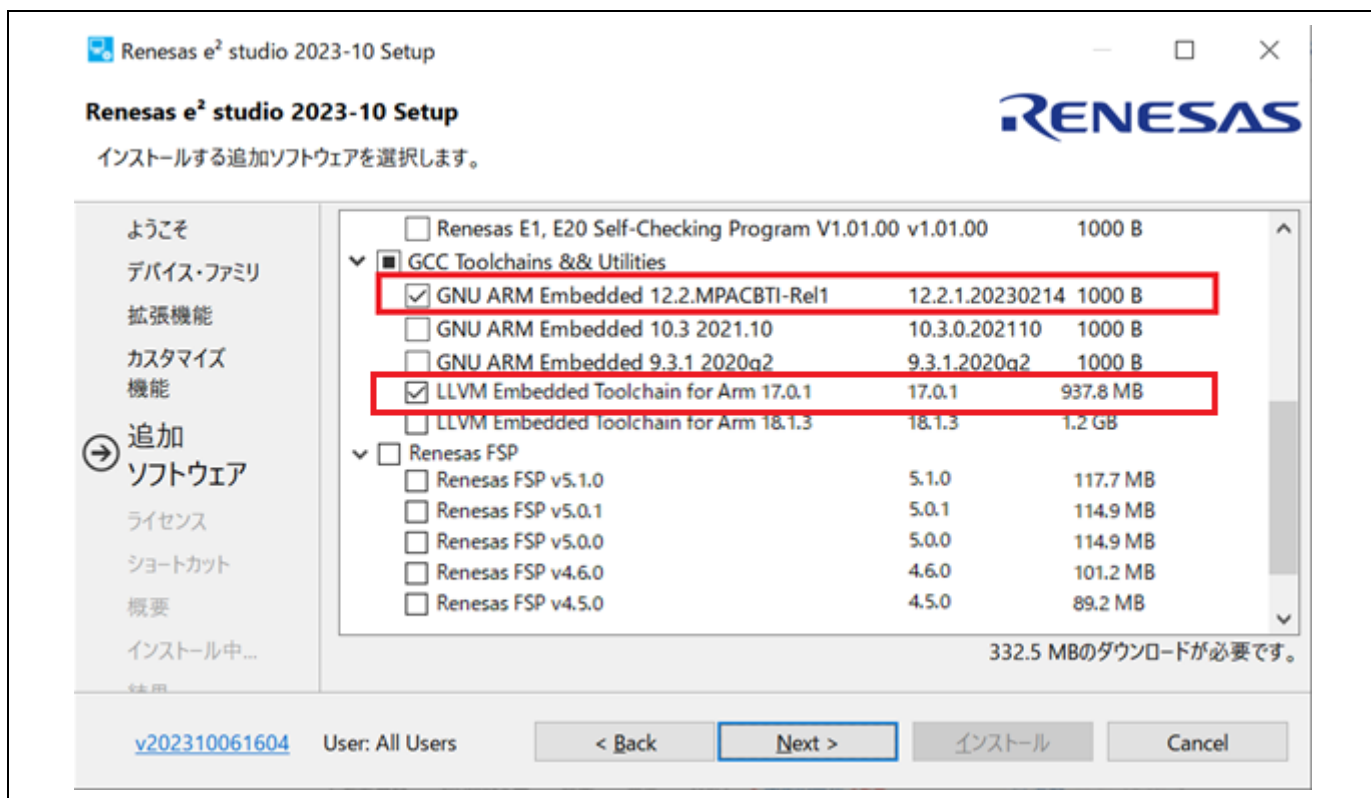 Renesas e² studio 2023-10 Setup
Renesas e² studio 2023-10 Setup
RENESAS
インストールする追加ソフトウェアを選択します。
ようこそ
デバイス・ファミリ
拡張機能
カスタマイズ
機能
追加
ソフトウェア
ライセンス
ショートカット
概要
インストール中...
結果
Renesas E1, E20 Self-Checking Program V1.01.00 v1.01.00 1000 B
GCC Toolchains && Utilities
GNU ARM Embedded 12.2.MPACBTI-Rel1 12.2.1.20230214 1000 B
GNU ARM Embedded 10.3 2021.10 10.3.0.202110 1000 B
GNU ARM Embedded 9.3.1 2020q2 9.3.1.2020q2 1000 B
LLVM Embedded Toolchain for Arm 17.0.1 17.0.1 937.8 MB
LLVM Embedded Toolchain for Arm 18.1.3 18.1.3 1.2 GB
Renesas FSP
Renesas FSP v5.1.0 5.1.0 117.7 MB
Renesas FSP v5.0.1 5.0.1 114.9 MB
Renesas FSP v5.0.0 5.0.0 114.9 MB
Renesas FSP v4.6.0 4.6.0 101.2 MB
Renesas FSP v4.5.0 4.5.0 89.2 MB
332.5 MBのダウンロードが必要です。
v202310061604 User: All Users < Back Next > インストール Cancel